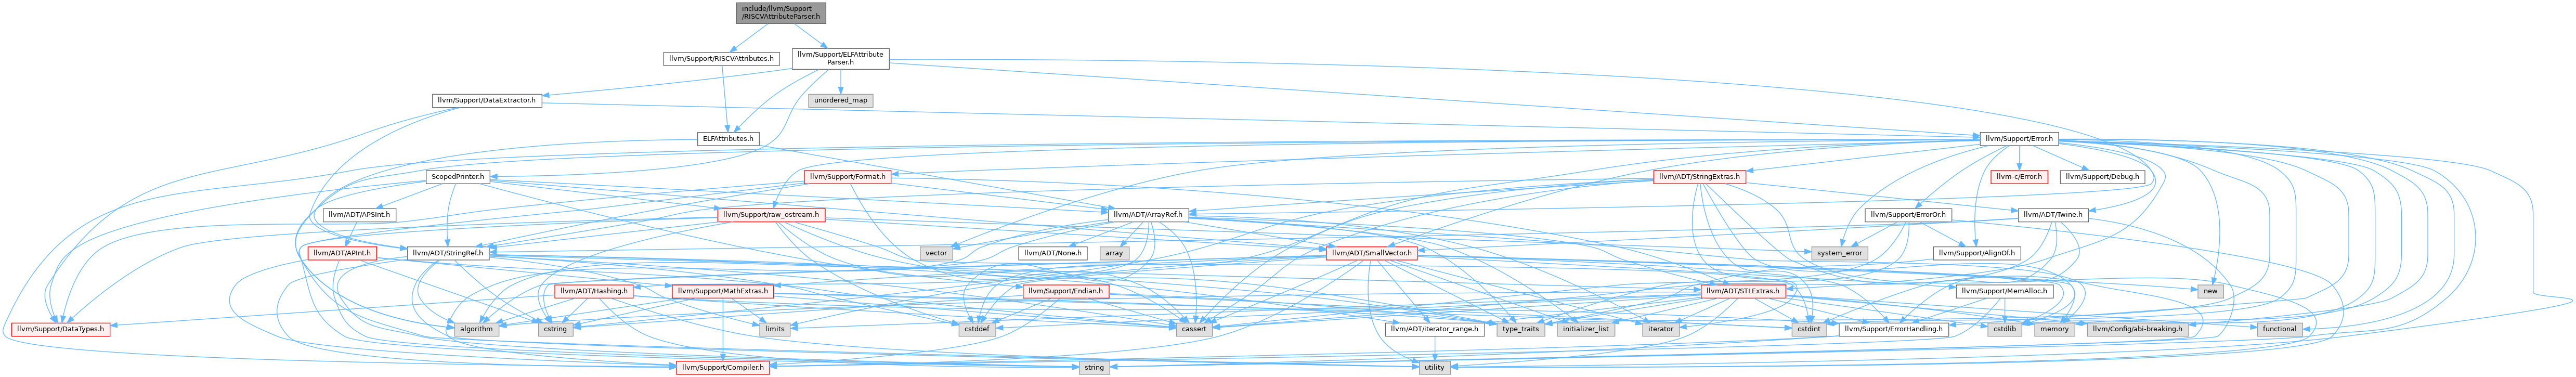 include/llvm/Support
/RISCVAttributeParser.h
llvm/Support/RISCVAttributes.h
llvm/Support/ELFAttribute
Parser.h
llvm/Support/DataExtractor.h
unordered_map
ELFAttributes.h
llvm/Support/Error.h
ScopedPrinter.h
llvm/Support/Format.h
llvm/ADT/StringExtras.h
llvm-c/Error.h
llvm/Support/Debug.h
llvm/ADT/APSInt.h
llvm/Support/raw_ostream.h
llvm/ADT/ArrayRef.h
llvm/Support/ErrorOr.h
llvm/ADT/Twine.h
llvm/ADT/APInt.h
llvm/ADT/StringRef.h
vector
llvm/ADT/None.h
array
llvm/ADT/SmallVector.h
system_error
llvm/Support/AlignOf.h
llvm/ADT/Hashing.h
llvm/Support/MathExtras.h
llvm/Support/Endian.h
llvm/ADT/STLExtras.h
llvm/Support/MemAlloc.h
new
llvm/Support/DataTypes.h
algorithm
cstring
limits
cstddef
cassert
llvm/ADT/iterator_range.h
type_traits
initializer_list
iterator
cstdint
llvm/Support/ErrorHandling.h
cstdlib
memory
llvm/Config/abi-breaking.h
functional
llvm/Support/Compiler.h
string
utility